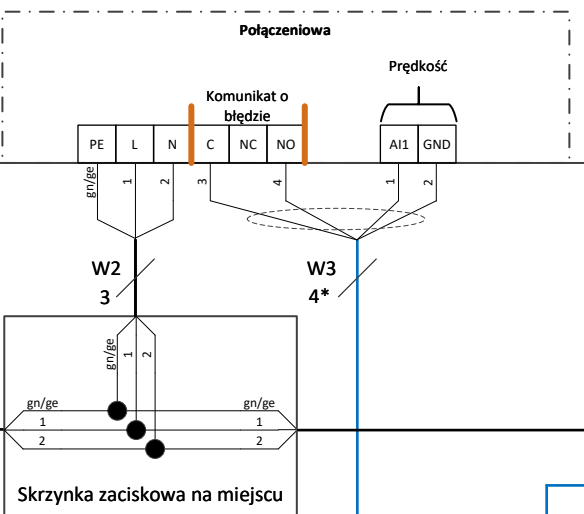 Połączeniowa
Prędkość
Komunikat o
błędzie
PE L N C NC NO AI1 GND
gn/ge 1 2 3 4 1 2
W2
3
W3
4*
gn/ge 1 2
gn/ge gn/ge
1 1
2 2
Skrzynka zaciskowa na miejscu